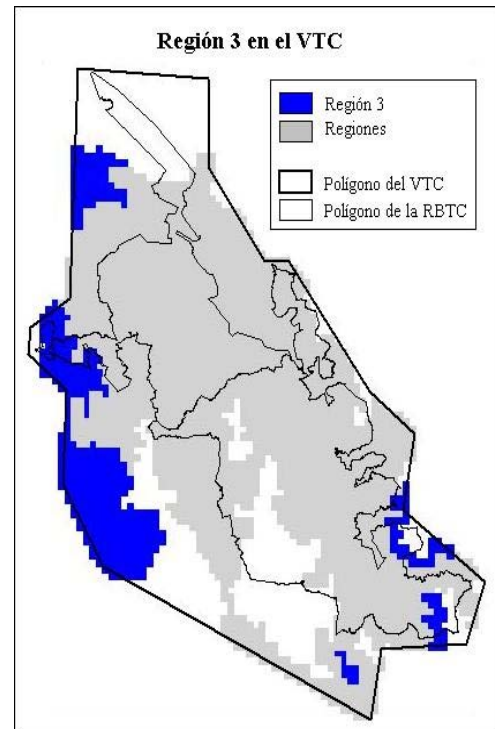 Región 3 en el VTC
Región 3
Regiones
Polígono del VTC
Polígono de la RBTC